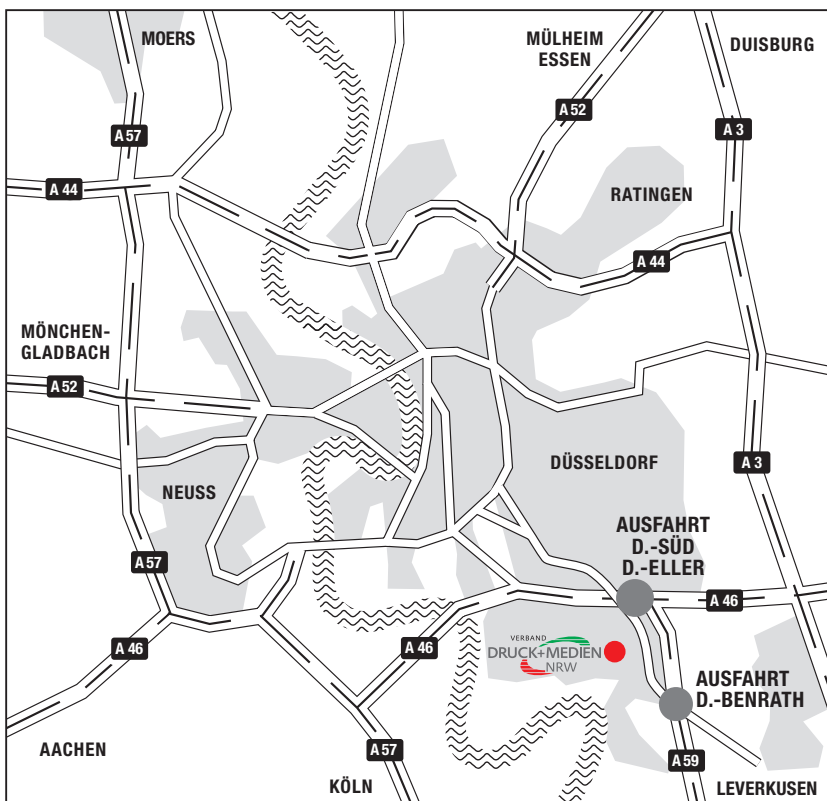 MOERS
MÜLHEIM
ESSEN
DUISBURG
A 52
A 57
A 3
A 44
RATINGEN
A 44
MÖNCHEN-
GLADBACH
A 52
DÜSSELDORF
A 3
NEUSS
AUSFAHRT
D.-SÜD
D.-ELLER
A 57
A 46
A 46
A 46
VERBAND
DRUCK+MEDIEN
NRW
AUSFAHRT
D.-BENRATH
AACHEN
A 57
A 59
KÖLN
LEVERKUSEN